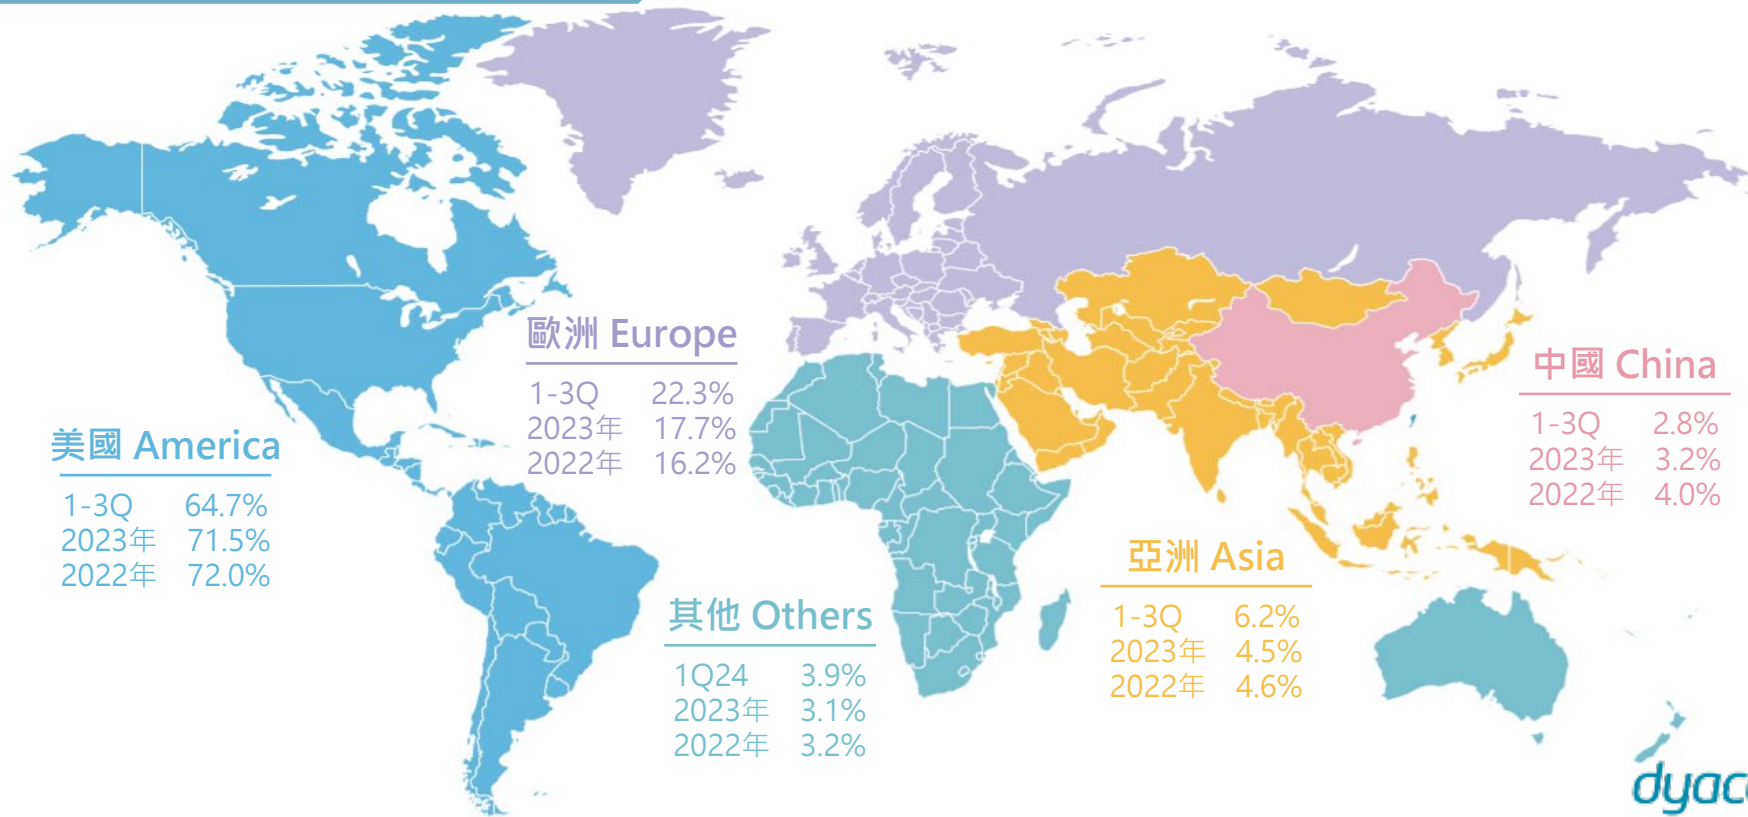 歐洲 Europe
1-3Q 22.3%
2023年 17.7%
2022年 16.2%
中國 China
1-3Q 2.8%
2023年 3.2%
2022年 4.0%
美國 America
1-3Q 64.7%
2023年 71.5%
2022年 72.0%
亞洲 Asia
1-3Q 6.2%
2023年 4.5%
2022年 4.6%
其他 Others
1Q24 3.9%
2023年 3.1%
2022年 3.2%